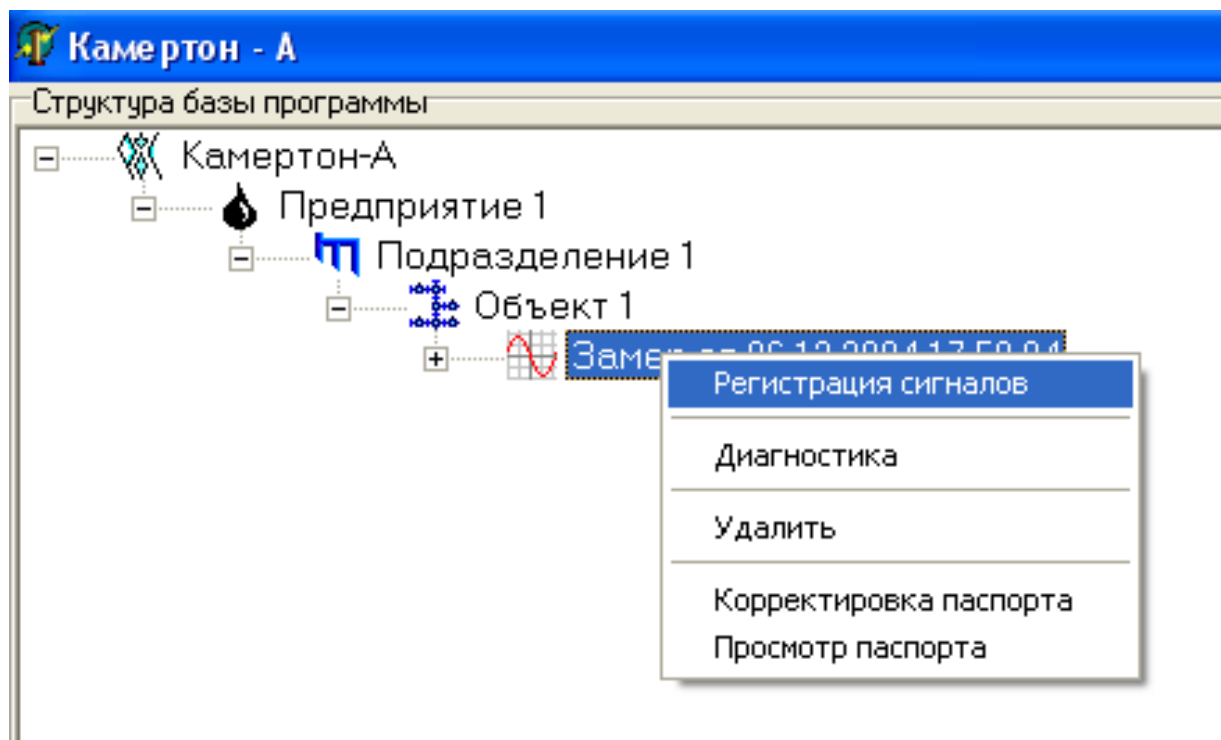 Камертон - А
Структура базы программы
Камертон-А
Предприятие 1
Подразделение 1
Объект 1
Регистрация сигналов
Диагностика
Удалить
Корректировка паспорта
Просмотр паспорта